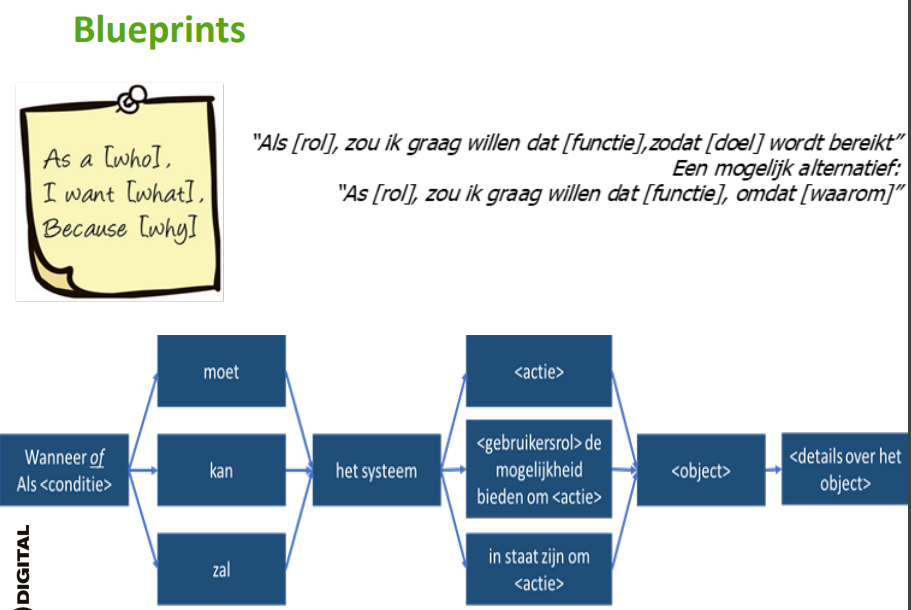 Blueprints
As a [who],
I want [what],
Because [why]
“Als [rol], zou ik graag willen dat [functie],zodat [doel] wordt bereikt”
Een mogelijk alternatief:
“As [rol], zou ik graag willen dat [functie], omdat [waarom]”
Wanneer of
Als <conditie>
moet
kan
zal
het systeem
<actie>
<gebruikersrol> de
mogelijkheid
bieden om <actie>
in staat zijn om
<actie>
<object>
<details over het
object>
DIGITAL